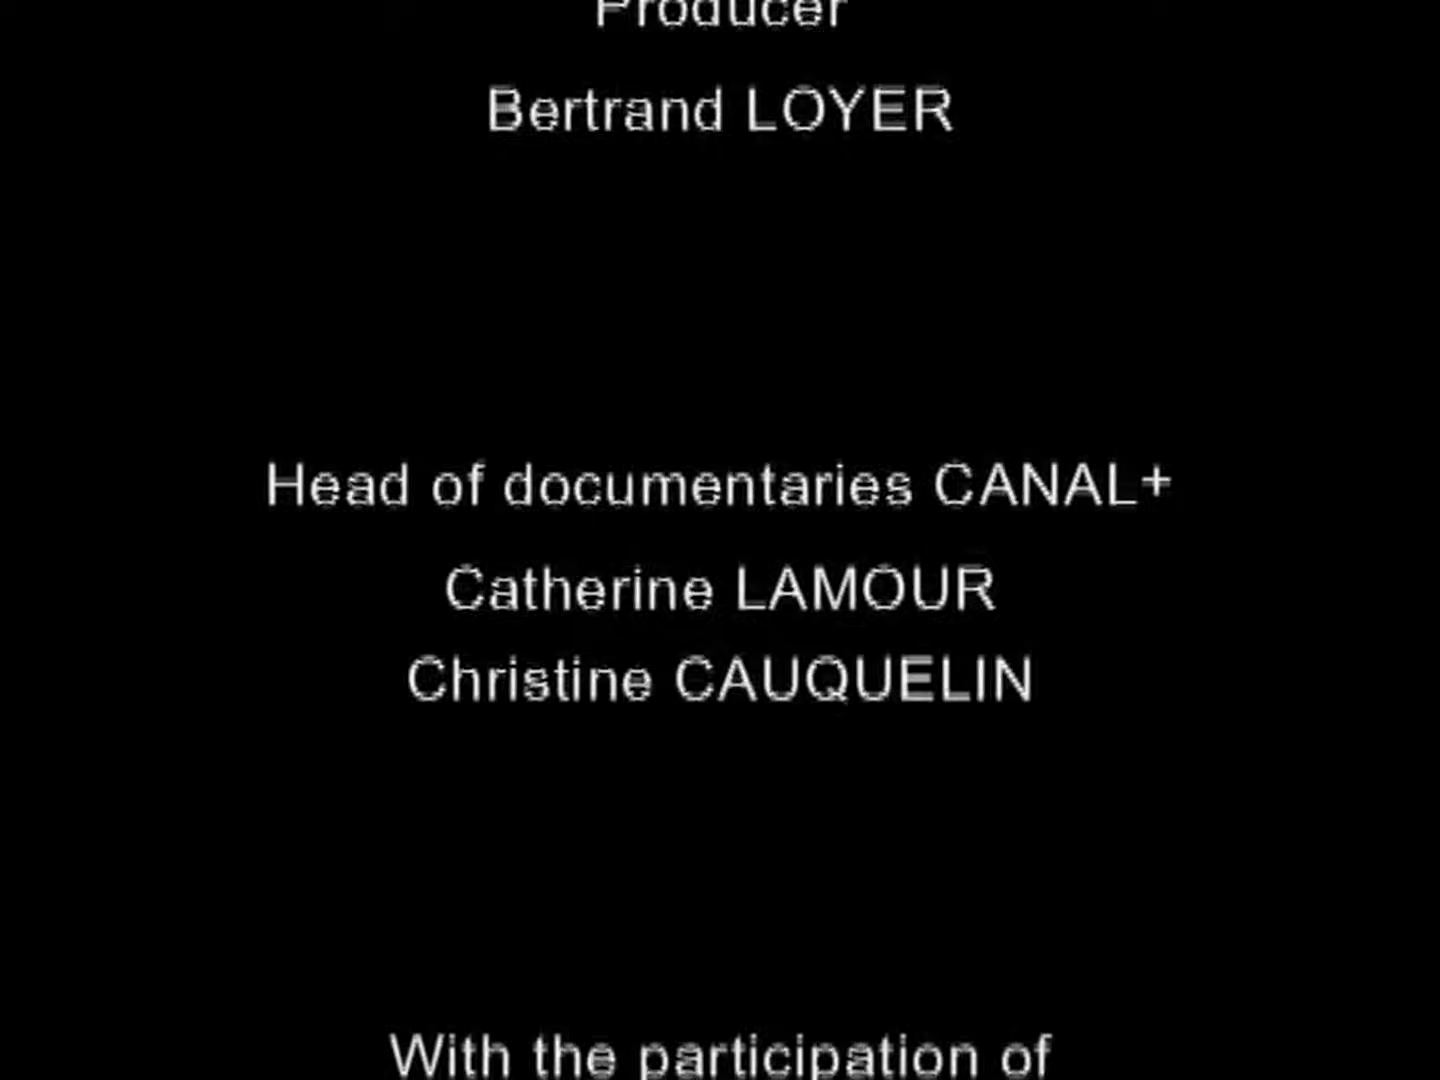 Producer
Bertrand LOYER
Head of documentaries CANAL+
Catherine LAMOUR
Christine CAUQUELIN
With the participation of